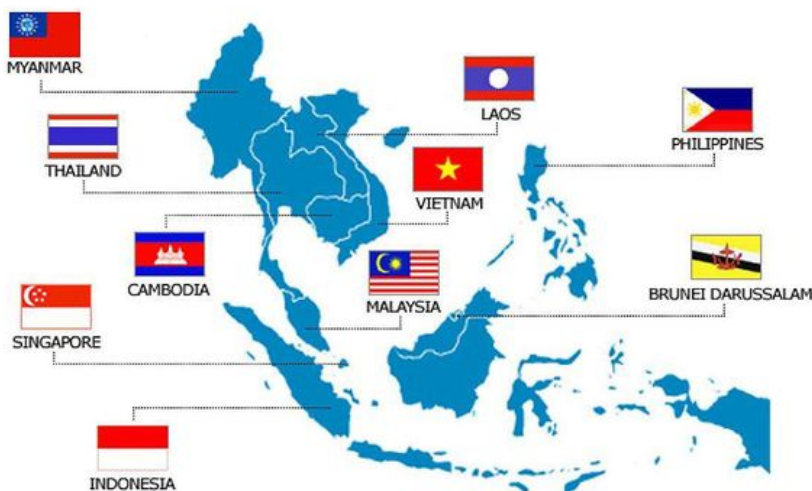 MYANMAR
LAOS
PHILIPPINES
THAILAND
VIETNAM
CAMBODIA
MALAYSIA
BRUNEI DARUSSALAM
SINGAPORE
INDONESIA